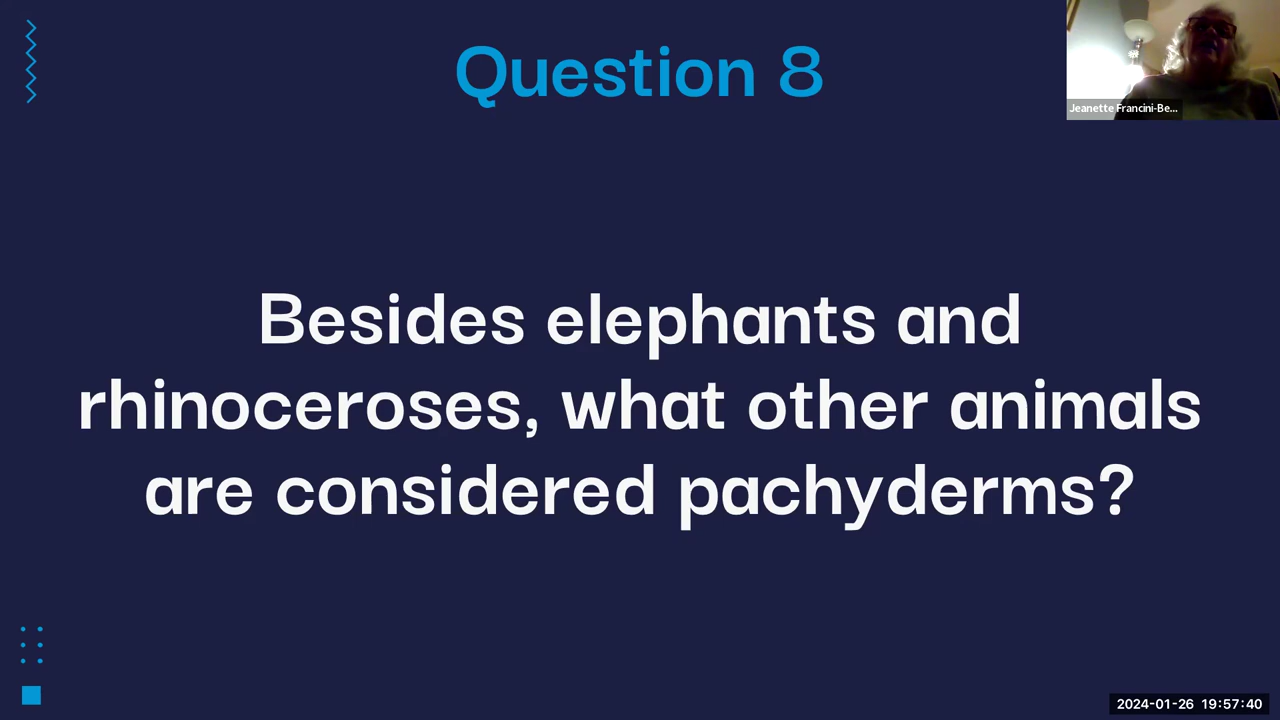 Question 8
Jeanette Francini-Be...
Besides elephants and
rhinoceroses, what other animals
are considered pachyderms?
2024-01-26 19:57:40